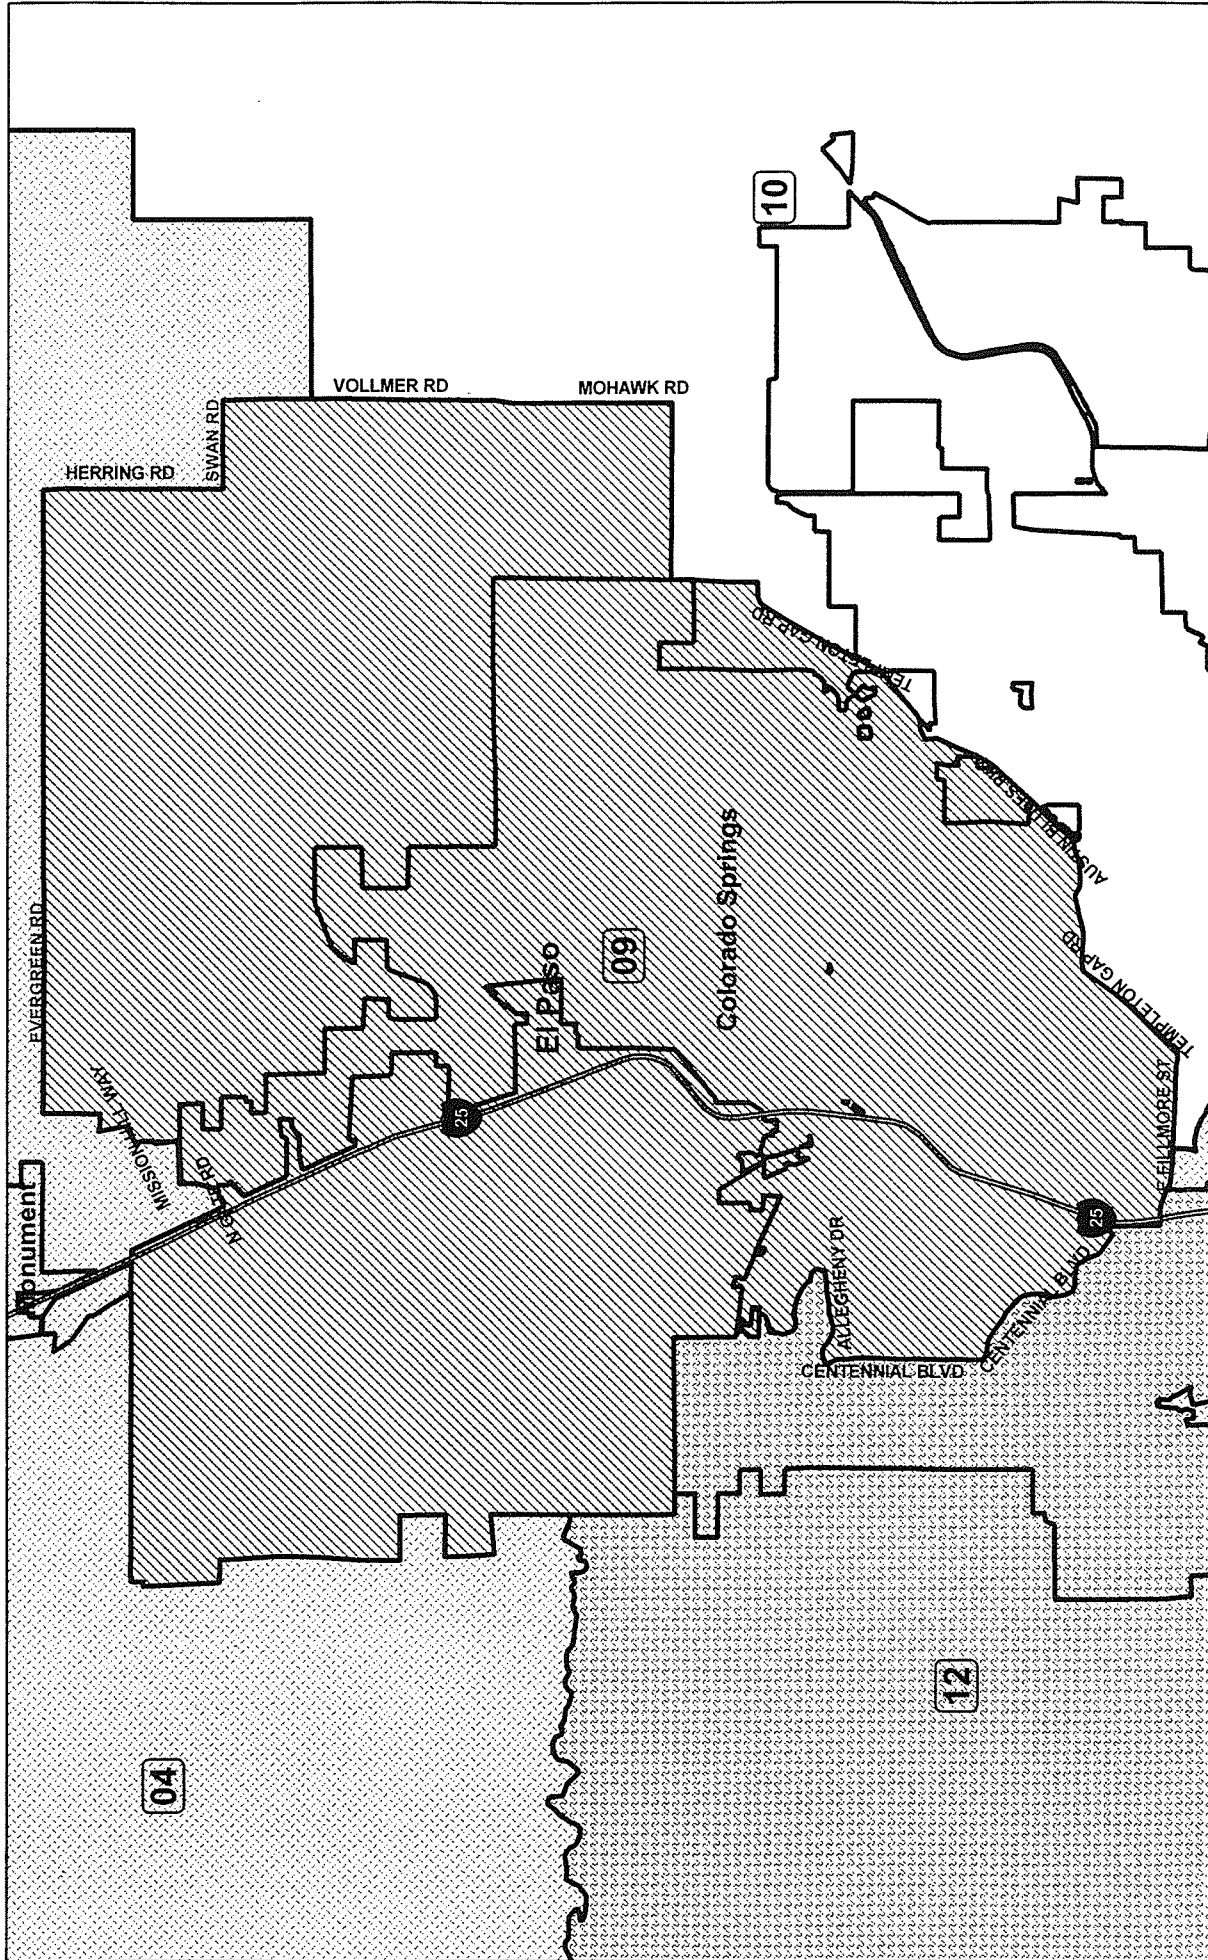 10
VOLLMER RD
MOHAWK RD
SWAN RD
HERRING RD
TEMPLETON GAP RD
AUSTIN BLUFFS PKWY
Colorado Springs
09
El Paso
EVERGREEN RD
TEMPLETON GAP RD
MISSION HILL WAY
25
E FILLMORE ST
N GATE RD
Monument
25
ALLEGHENY DR
CENTENNIAL BLVD
CENTENNIAL BLVD
12
04